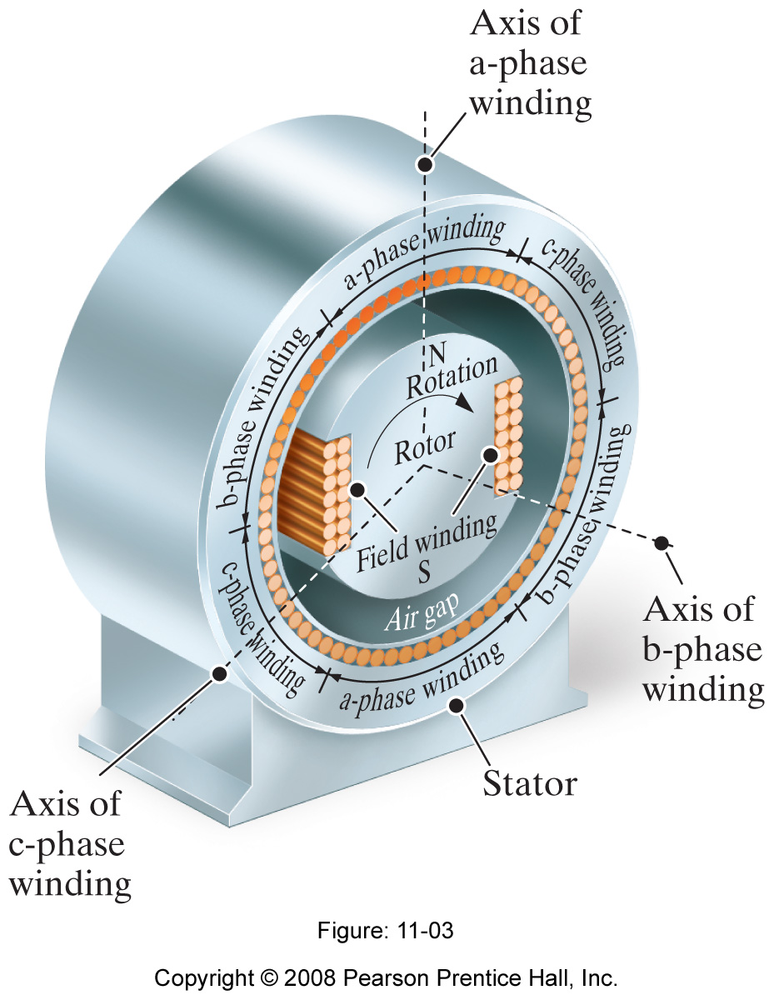 Axis of
a-phase
winding
a-phase winding
c-phase winding
b-phase winding
N
Rotation
Rotor
b-phase winding
Field winding
S
c-phase winding
Air gap
a-phase winding
Axis of
b-phase
winding
Stator
Axis of
c-phase
winding
Figure: 11-03
Copyright © 2008 Pearson Prentice Hall, Inc.